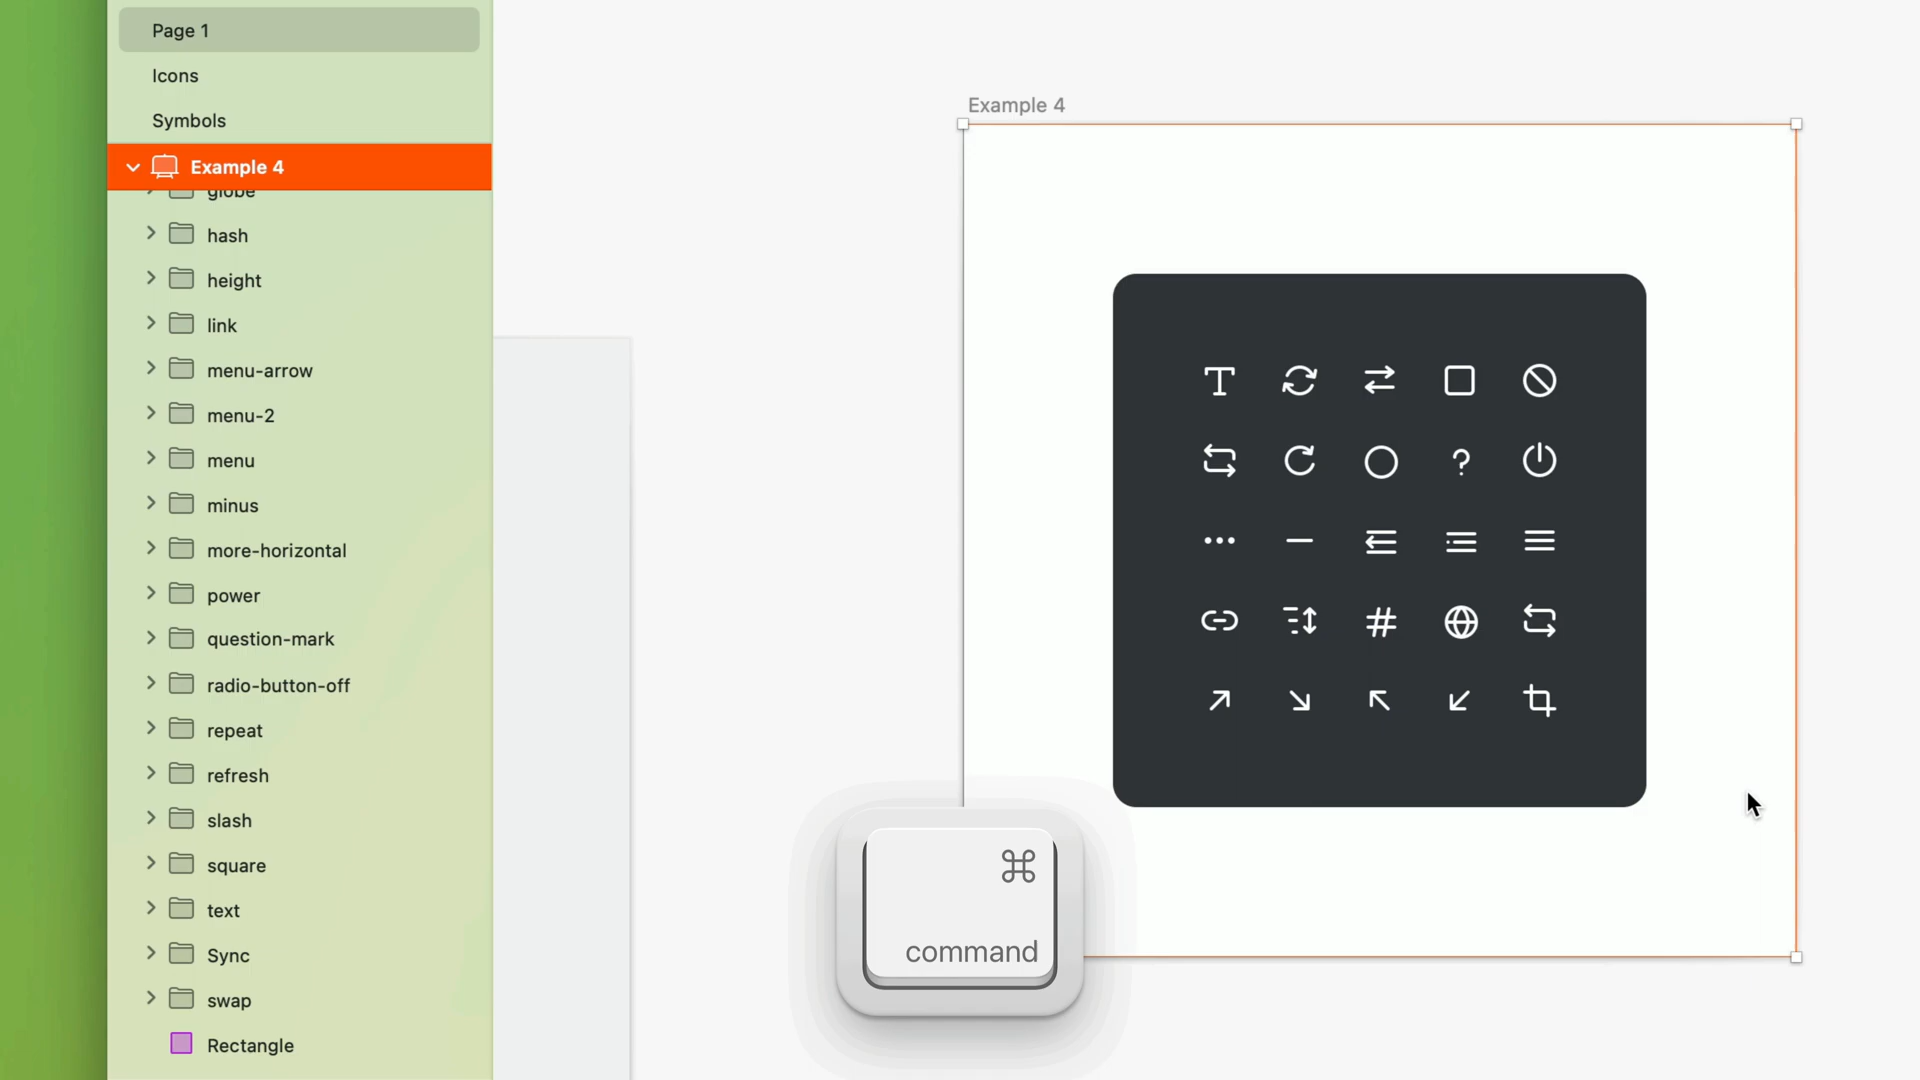 Page 1
Icons
Symbols
Example 4
globe
hash
height
link
menu-arrow
menu-2
menu
minus
more-horizontal
power
question-mark
radio-button-off
repeat
refresh
slash
square
text
Sync
swap
Rectangle
Example 4
⌘
command